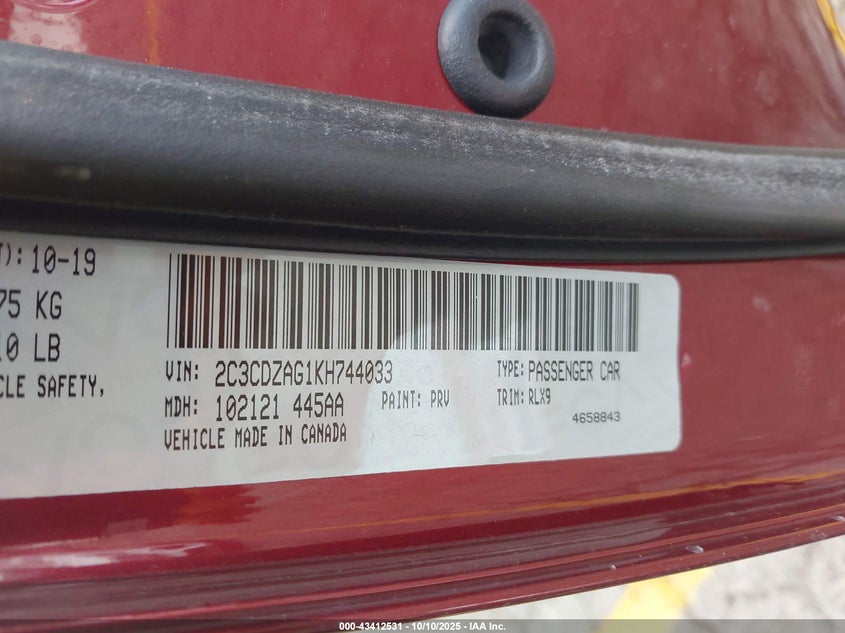 T): 10-19
75 KG
10 LB
CLE SAFETY,
VIN: 2C3CDZAG1KH744033
TYPE: PASSENGER CAR
MDH: 102121 445AA
PAINT: PRV
TRIM: RLX9
VEHICLE MADE IN CANADA
4658843
000-43412531 - 10/10/2025 - IAA Inc.